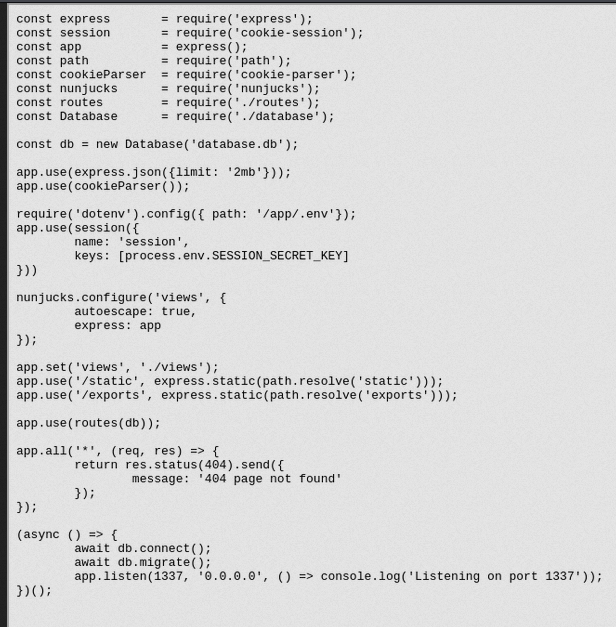 const express       = require('express');
const session       = require('cookie-session');
const app           = express();
const path          = require('path');
const cookieParser  = require('cookie-parser');
const nunjucks      = require('nunjucks');
const routes        = require('./routes');
const Database      = require('./database');

const db = new Database('database.db');

app.use(express.json({limit: '2mb'}));
app.use(cookieParser());

require('dotenv').config({ path: '/app/.env'});
app.use(session({
        name: 'session',
        keys: [process.env.SESSION_SECRET_KEY]
}))

nunjucks.configure('views', {
        autoescape: true,
        express: app
});

app.set('views', './views');
app.use('/static', express.static(path.resolve('static')));
app.use('/exports', express.static(path.resolve('exports')));

app.use(routes(db));

app.all('*', (req, res) => {
        return res.status(404).send({
                message: '404 page not found'
        });
});

(async () => {
        await db.connect();
        await db.migrate();
        app.listen(1337, '0.0.0.0', () => console.log('Listening on port 1337'));
})();